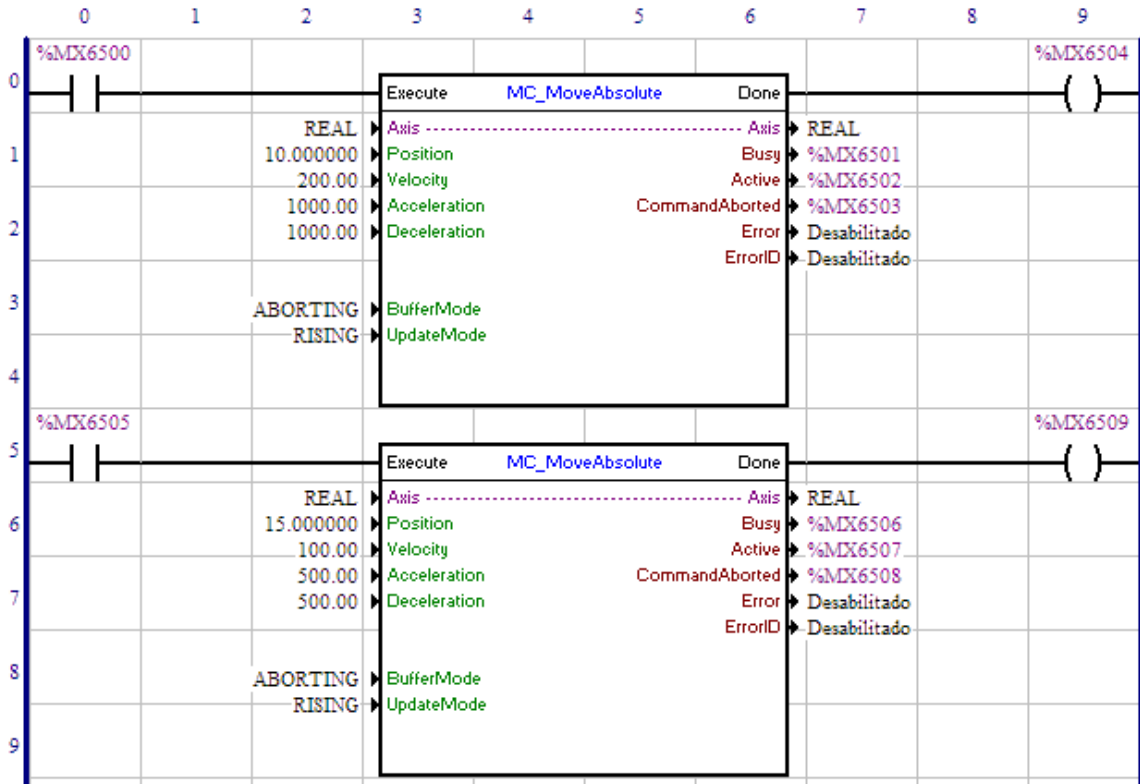 0 1 2 3 4 5 6 7 8 9
%MX6500 %MX6504
0
Execute MC_MoveAbsolute Done
REAL Axis Axis REAL
1
10.000000 Position Busy %MX6501
200.00 Velocity Active %MX6502
1000.00 Acceleration CommandAborted %MX6503
2
1000.00 Deceleration Error Desabilitado
ErrorID Desabilitado
3
ABORTING BufferMode
RISING UpdateMode
4
%MX6505 %MX6509
5
Execute MC_MoveAbsolute Done
REAL Axis Axis REAL
6
15.000000 Position Busy %MX6506
100.00 Velocity Active %MX6507
500.00 Acceleration CommandAborted %MX6508
7
500.00 Deceleration Error Desabilitado
ErrorID Desabilitado
8
ABORTING BufferMode
RISING UpdateMode
9